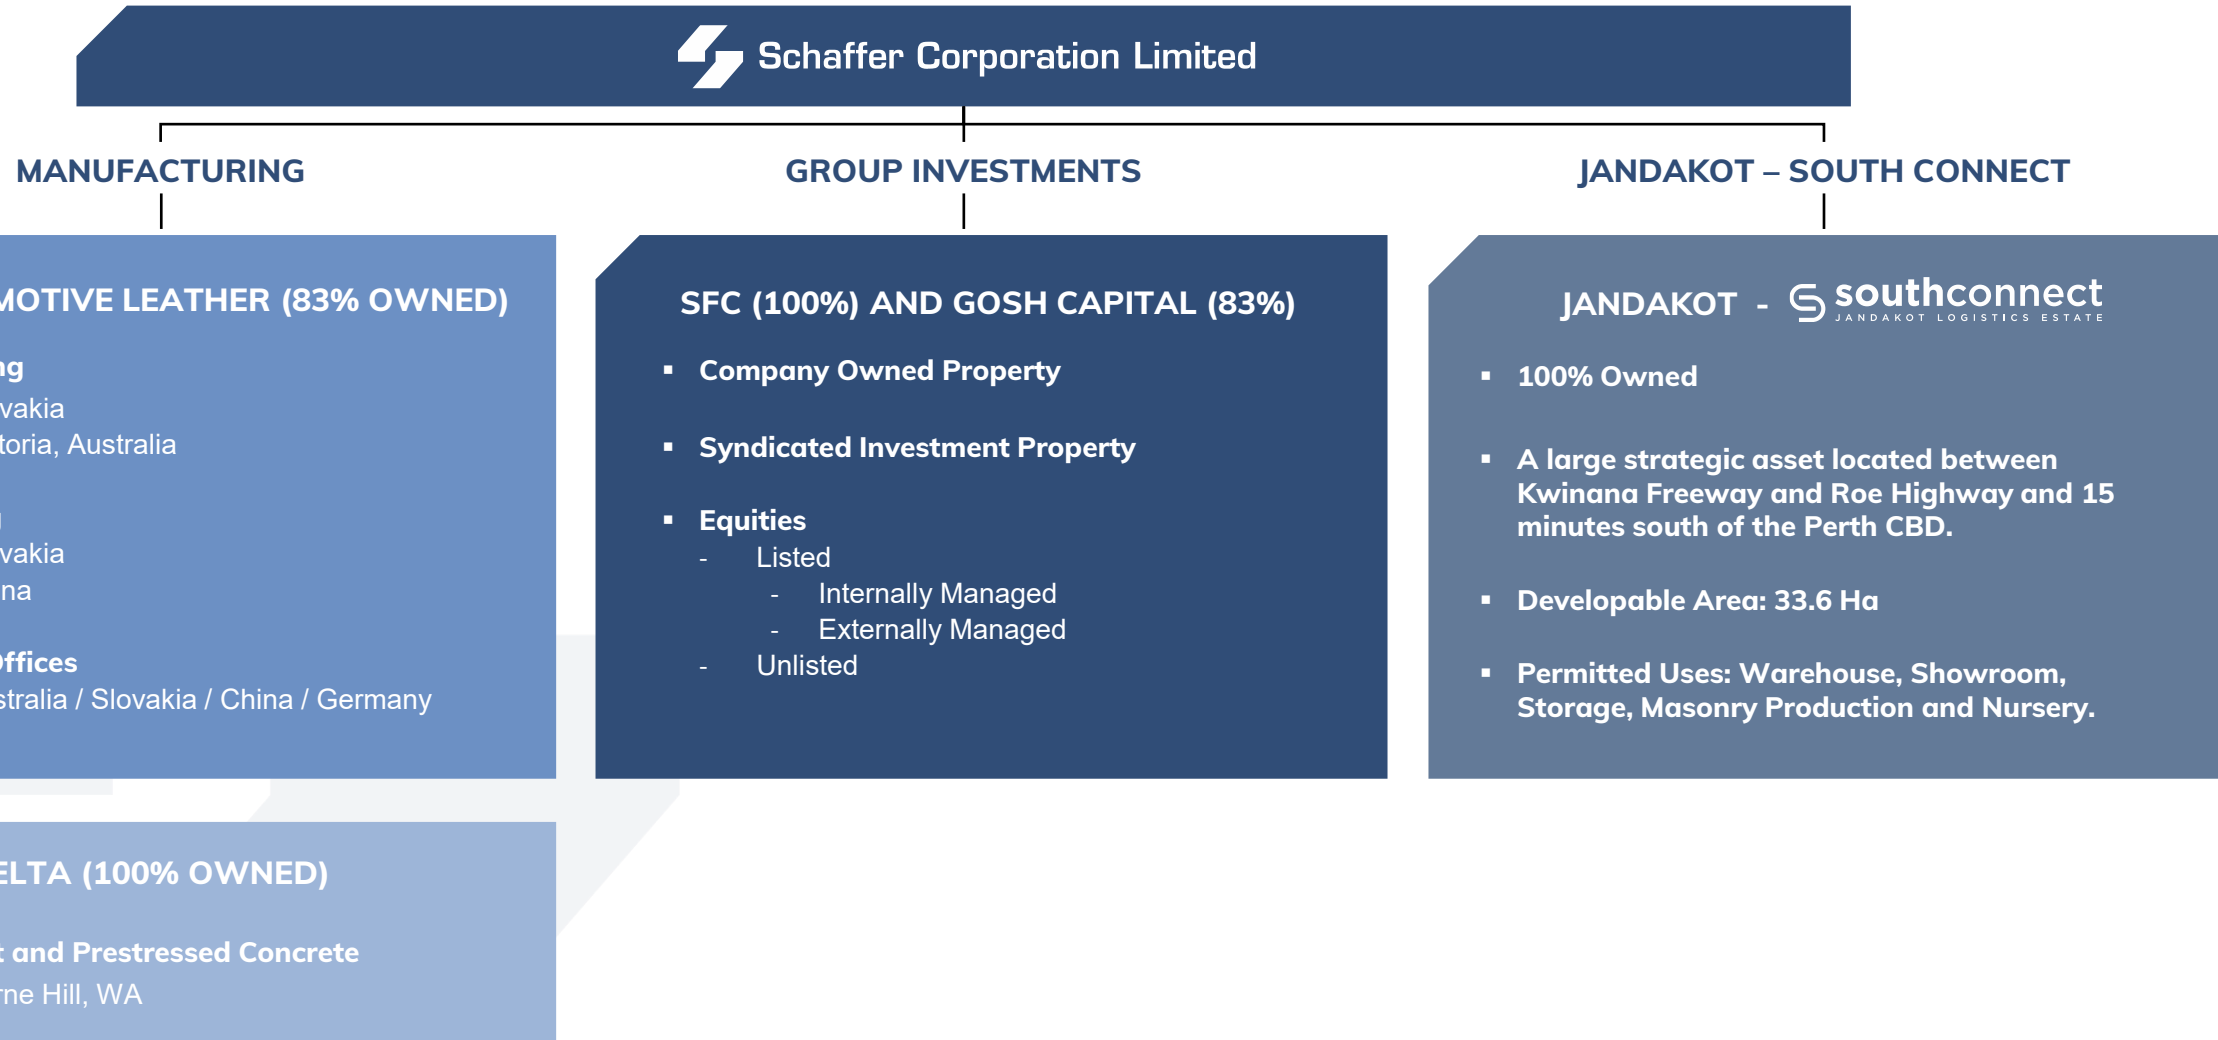 Schaffer Corporation Limited
MANUFACTURING
GROUP INVESTMENTS
JANDAKOT – SOUTH CONNECT
MOTIVE LEATHER (83% OWNED)
ng
vakia
toria, Australia
vakia
na
Offices
stralia / Slovakia / China / Germany
ELTA (100% OWNED)
t and Prestressed Concrete
rne Hill, WA
SFC (100%) AND GOSH CAPITAL (83%)
▪ Company Owned Property
▪ Syndicated Investment Property
▪ Equities
- Listed
- Internally Managed
- Externally Managed
- Unlisted
JANDAKOT - southconnect
JANDAKOT LOGISTICS ESTATE
▪ 100% Owned
▪ A large strategic asset located between
Kwinana Freeway and Roe Highway and 15
minutes south of the Perth CBD.
▪ Developable Area: 33.6 Ha
▪ Permitted Uses: Warehouse, Showroom,
Storage, Masonry Production and Nursery.